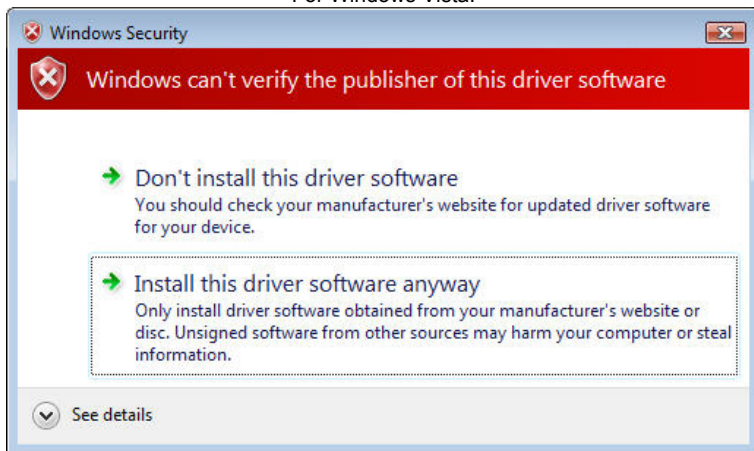 For Windows Vista:
Windows Security
Windows can't verify the publisher of this driver software
Don't install this driver software
You should check your manufacturer's website for updated driver software
for your device.
Install this driver software anyway
Only install driver software obtained from your manufacturer's website or
disc. Unsigned software from other sources may harm your computer or steal
information.
See details